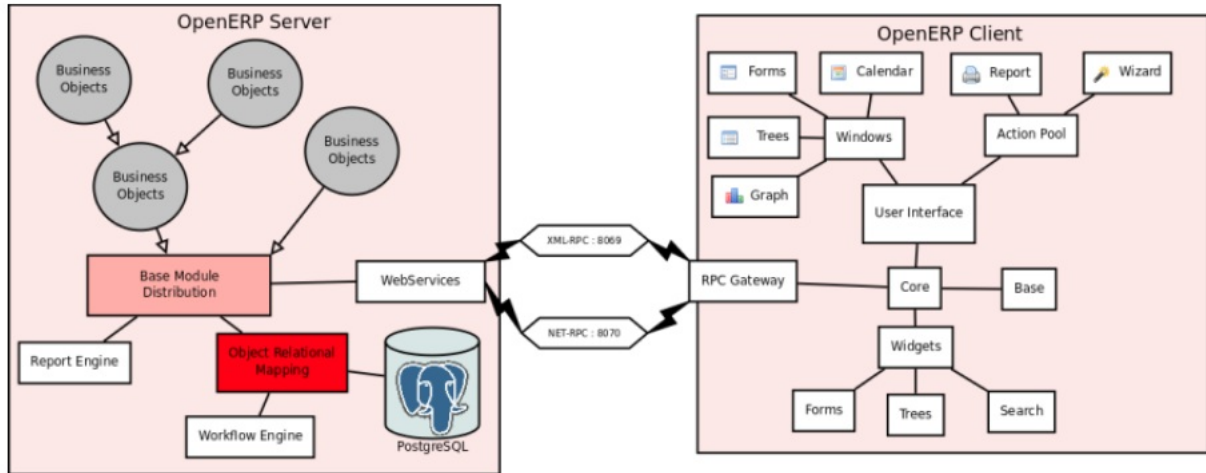 OpenERP Server
Business
Objects
Business
Objects
Business
Objects
Business
Objects
Base Module
Distribution
WebServices
Report Engine
Object Relational
Mapping
Workflow Engine
PostgreSQL
XML-RPC : 8069
NET-RPC : 8070
OpenERP Client
Forms
Calendar
Report
Wizard
Trees
Windows
Action Pool
Graph
User Interface
RPC Gateway
Core
Base
Widgets
Forms
Trees
Search